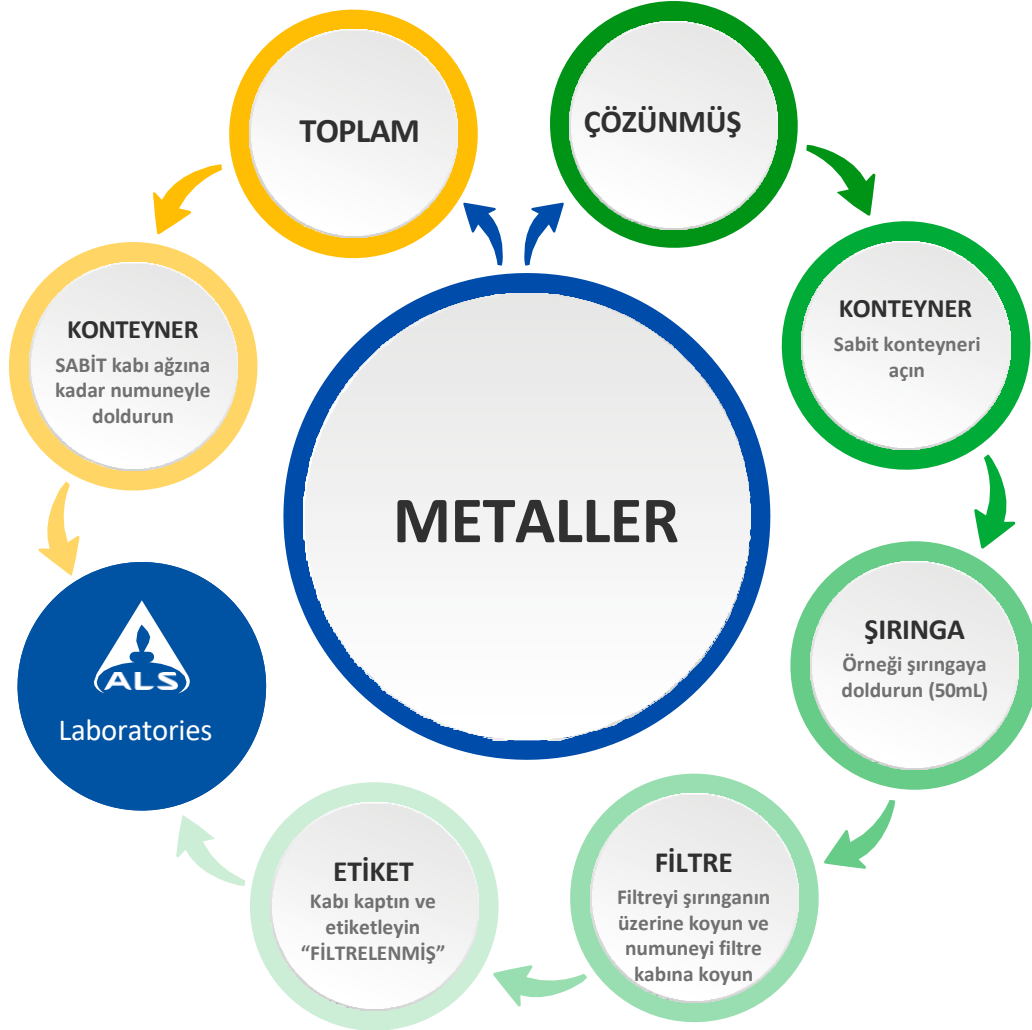 TOPLAM
ÇÖZÜNMÜŞ
KONTEYNER
SABİT kabı ağzına
kadar numuneyle
doldurun
KONTEYNER
Sabit konteyneri
açın
METALLER
ŞIRINGA
Örneği şırıngaya
doldurun (50mL)
ALS
Laboratories
ETİKET
Kabı kaptın ve
etiketleyin
“FİLTRELENMİŞ”
FİLTRE
Filtreyi şırınganın
üzerine koyun ve
numuneyi filtre
kabına koyun